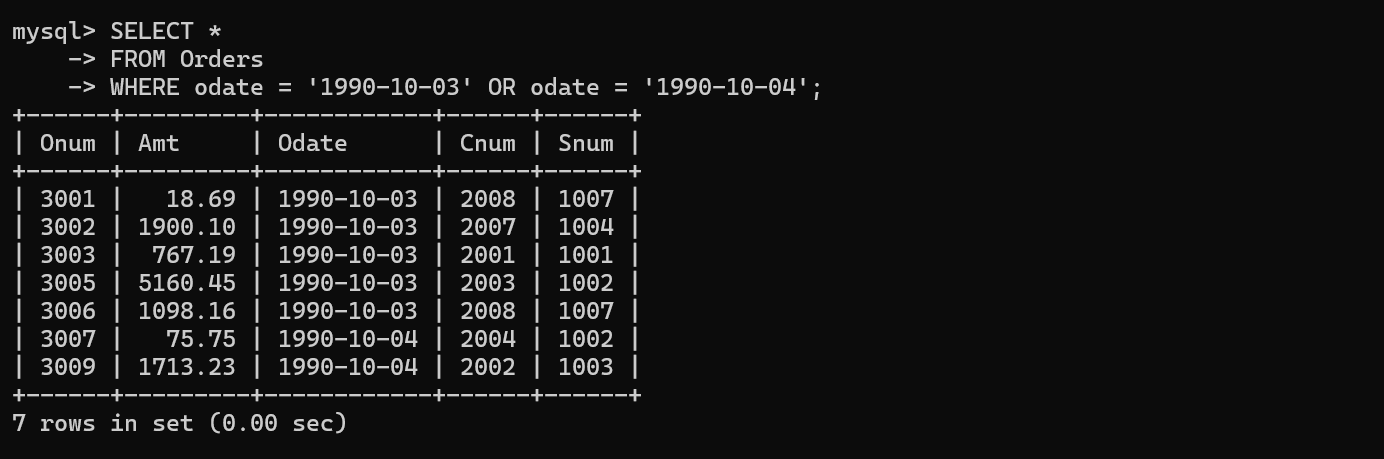 mysql> SELECT *
    -> FROM Orders
    -> WHERE odate = '1990-10-03' OR odate = '1990-10-04';
+------+---------+------------+------+------+
| Onum | Amt     | Odate      | Cnum | Snum |
+------+---------+------------+------+------+
| 3001 |   18.69 | 1990-10-03 | 2008 | 1007 |
| 3002 | 1900.10 | 1990-10-03 | 2007 | 1004 |
| 3003 |  767.19 | 1990-10-03 | 2001 | 1001 |
| 3005 | 5160.45 | 1990-10-03 | 2003 | 1002 |
| 3006 | 1098.16 | 1990-10-03 | 2008 | 1007 |
| 3007 |   75.75 | 1990-10-04 | 2004 | 1002 |
| 3009 | 1713.23 | 1990-10-04 | 2002 | 1003 |
+------+---------+------------+------+------+
7 rows in set (0.00 sec)